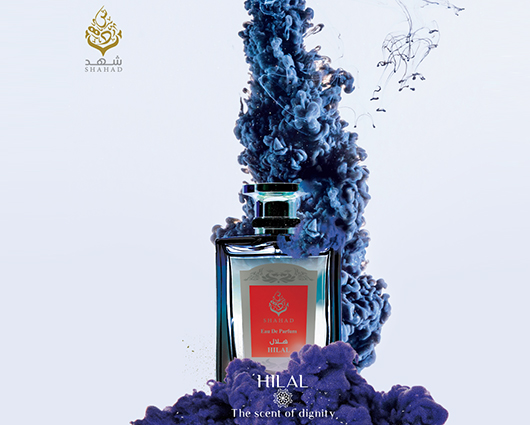 شهد
SHAHAD
SHAHAD
Eau De Parfum
هلال
HILAL
HILAL
The scent of dignity